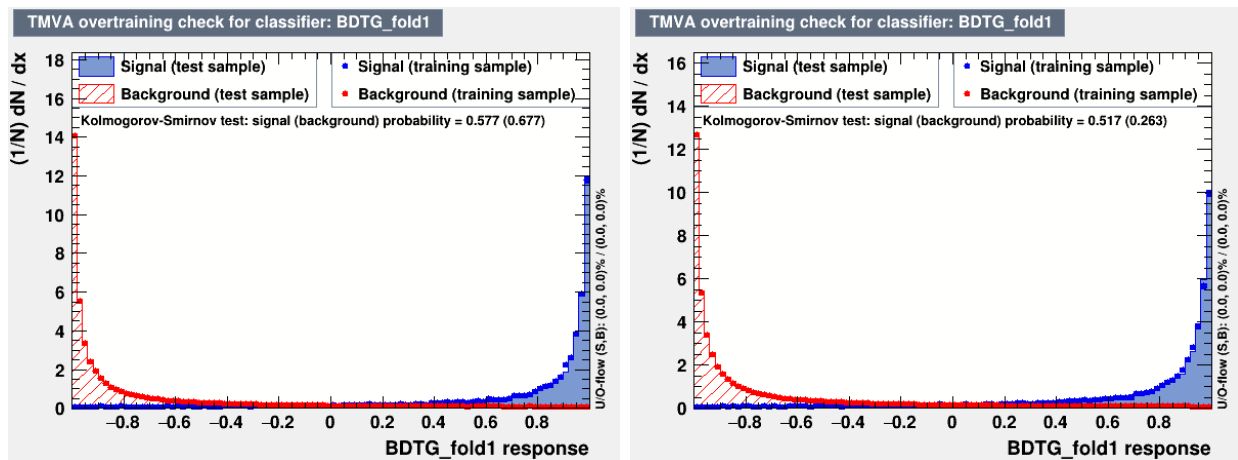 TMVA overtraining check for classifier: BDTG_fold1
(1/N) dN / dx
18
16
14
12
10
8
6
4
2
0
Signal (test sample)
Background (test sample)
Signal (training sample)
Background (training sample)
Kolmogorov-Smirnov test: signal (background) probability = 0.577 (0.677)
U/O-flow (S,B): (0.0, 0.0)% / (0.0, 0.0)%
−0.8 −0.6 −0.4 −0.2 0 0.2 0.4 0.6 0.8
BDTG_fold1 response
TMVA overtraining check for classifier: BDTG_fold1
(1/N) dN / dx
16
14
12
10
8
6
4
2
0
Signal (test sample)
Background (test sample)
Signal (training sample)
Background (training sample)
Kolmogorov-Smirnov test: signal (background) probability = 0.517 (0.263)
U/O-flow (S,B): (0.0, 0.0)% / (0.0, 0.0)%
−0.8 −0.6 −0.4 −0.2 0 0.2 0.4 0.6 0.8
BDTG_fold1 response